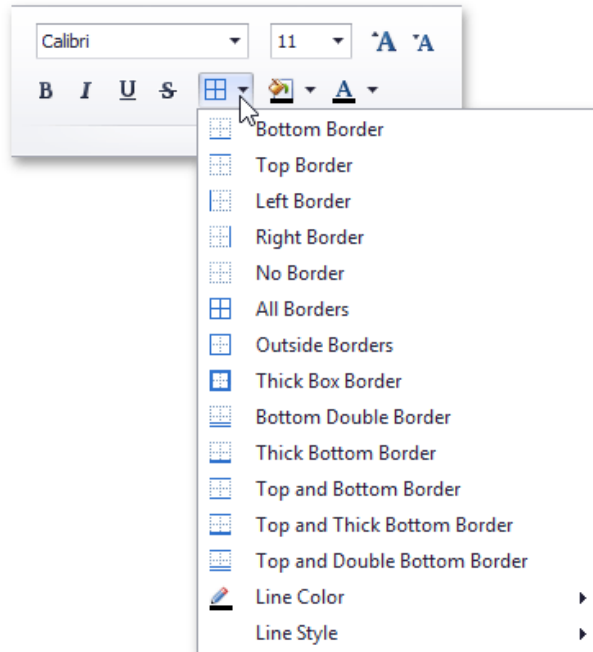 Calibri 11 A A
B I U S A
Bottom Border
Top Border
Left Border
Right Border
No Border
All Borders
Outside Borders
Thick Box Border
Bottom Double Border
Thick Bottom Border
Top and Bottom Border
Top and Thick Bottom Border
Top and Double Bottom Border
Line Color
Line Style